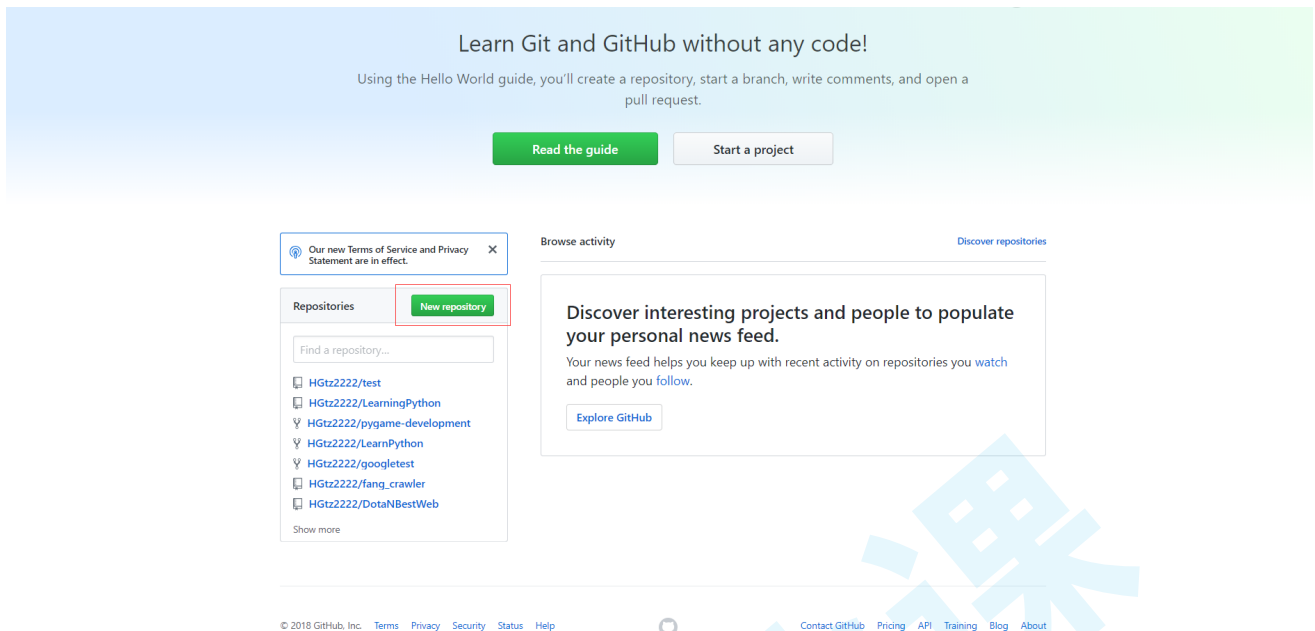 Learn Git and GitHub without any code!
Using the Hello World guide, you'll create a repository, start a branch, write comments, and open a
pull request.
Read the guide
Start a project
Our new Terms of Service and Privacy
Statement are in effect.
Repositories
New repository
Find a repository...
HGtz2222/test
HGtz2222/LearningPython
HGtz2222/pygame-development
HGtz2222/LearnPython
HGtz2222/googletest
HGtz2222/fang_crawler
HGtz2222/DotaNBestWeb
Show more
Browse activity
Discover repositories
Discover interesting projects and people to populate
your personal news feed.
Your news feed helps you keep up with recent activity on repositories you watch
and people you follow.
Explore GitHub
© 2018 GitHub, Inc. Terms Privacy Security Status Help
Contact GitHub Pricing API Training Blog About